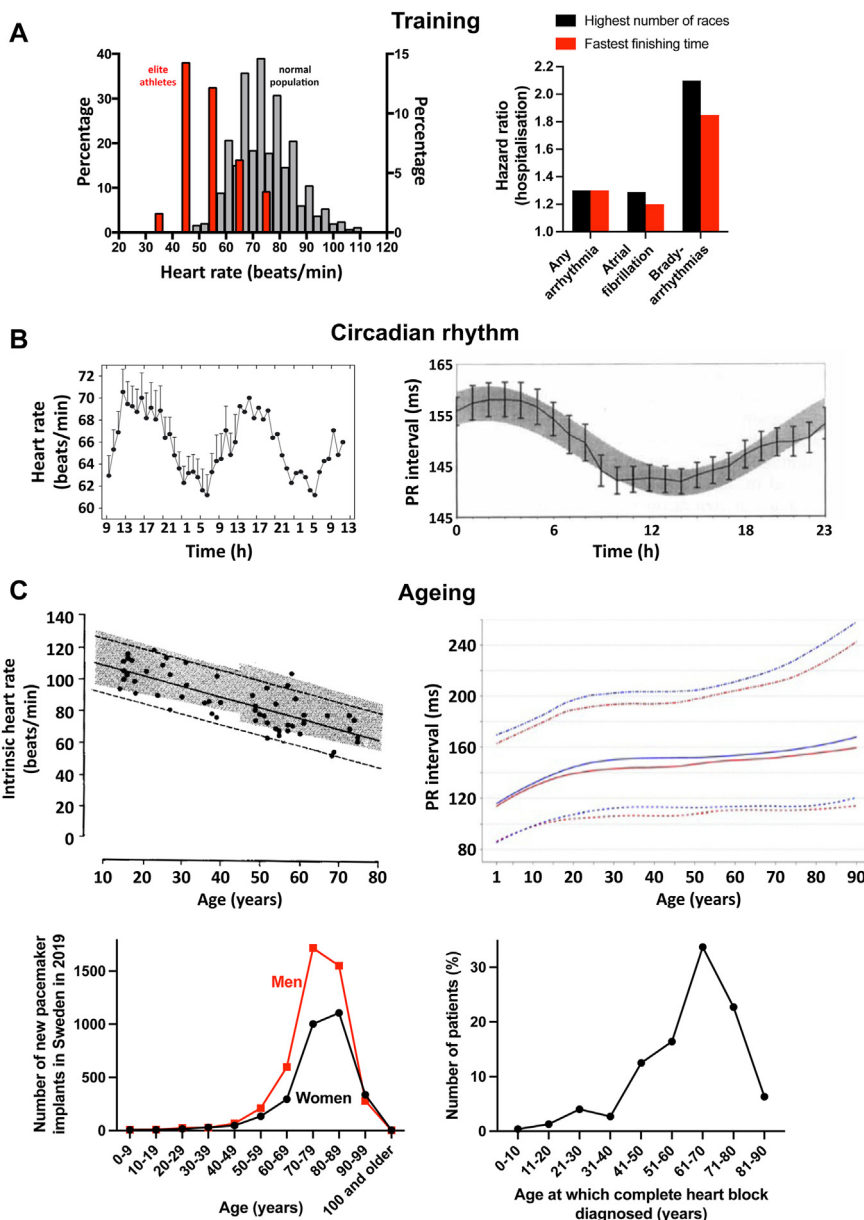 A
Training
Highest number of races
Fastest finishing time
elite
athletes
normal
population
Percentage
40
30
20
10
0
15
10
5
0
Percentage
20 30 40 50 60 70 80 90 100 110 120
Heart rate (beats/min)
Hazard ratio
(hospitalisation)
2.2
2.0
1.8
1.6
1.4
1.2
1.0
Any
arrhythmia
Atrial
fibrillation
Brady-
arrhythmias
B
Circadian rhythm
Heart rate
(beats/min)
72
70
68
66
64
62
60
9 13 17 21 1 5 9 13 17 21 1 5 9 13
Time (h)
PR interval (ms)
165
155
145
0 6 12 18 23
Time (h)
C
Ageing
Intrinsic heart rate
(beats/min)
140
120
100
80
60
40
20
0
10 20 30 40 50 60 70 80
Age (years)
PR interval (ms)
240
200
160
120
80
1 10 20 30 40 50 60 70 80 90
Age (years)
Number of new pacemaker
implants in Sweden in 2019
1500
1000
500
0
Men
Women
0-9
10-19
20-29
30-39
40-49
50-59
60-69
70-79
80-89
90-99
100 and older
Age (years)
Number of patients (%)
30
20
10
0
0-10
11-20
21-30
31-40
41-50
51-60
61-70
71-80
81-90
Age at which complete heart block
diagnosed (years)